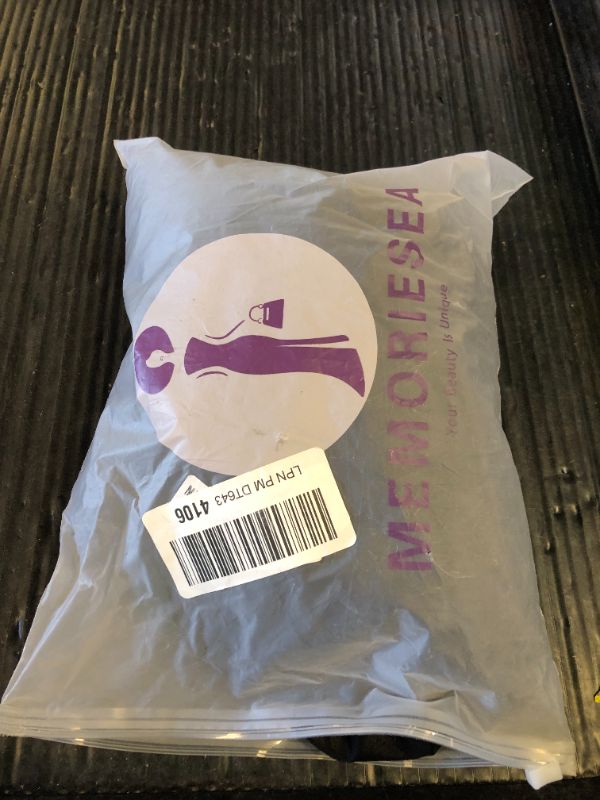 MEMORIESEA
Your Beauty Is Unique
LPN PM DT643 4106